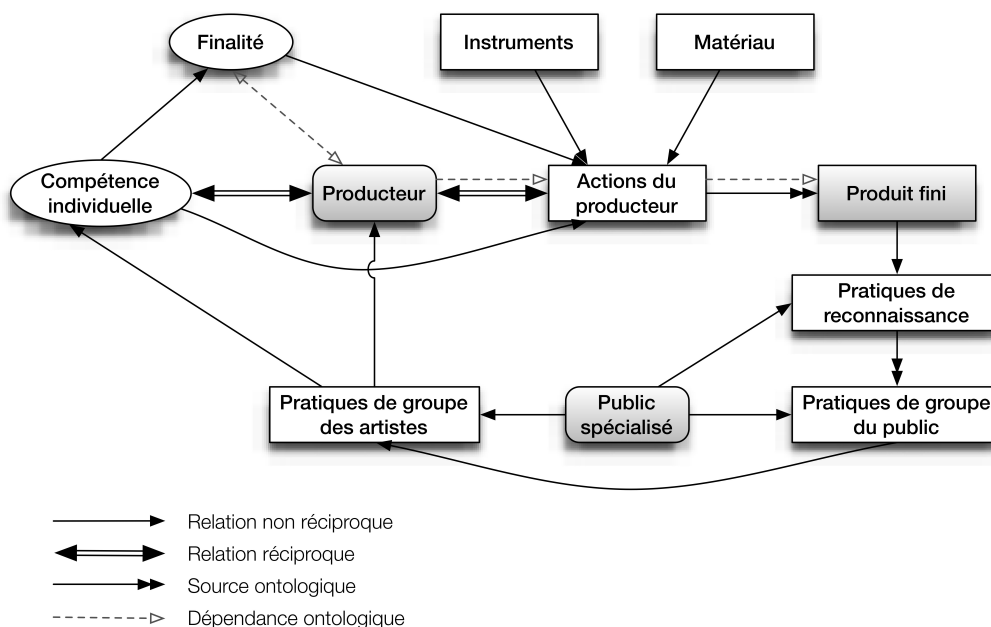 Finalité
Instruments
Matériau
Compétence
individuelle
Producteur
Actions du
producteur
Produit fini
Pratiques de
reconnaissance
Pratiques de groupe
des artistes
Public
spécialisé
Pratiques de groupe
du public
Relation non réciproque
Relation réciproque
Source ontologique
Dépendance ontologique